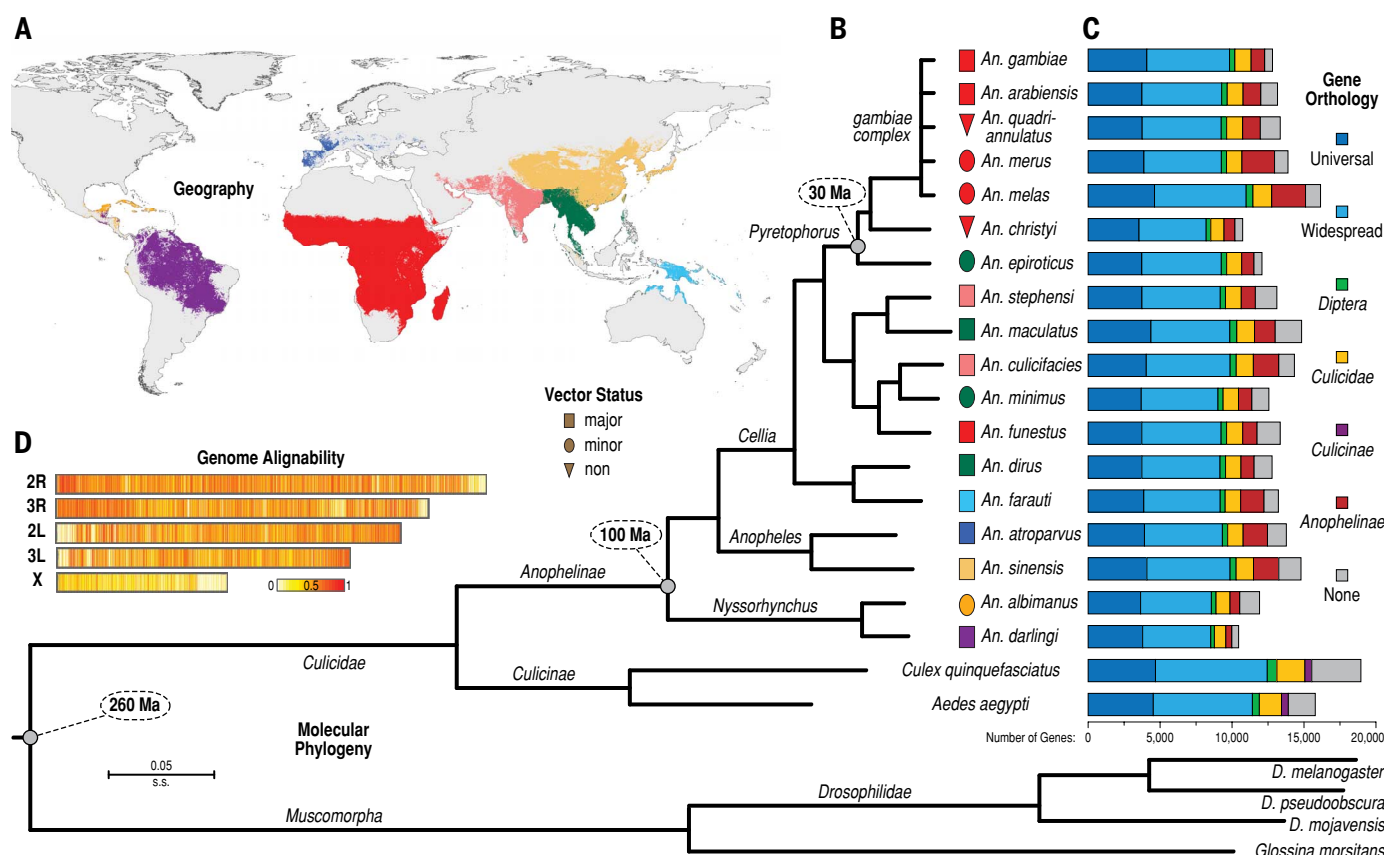 A
B
C
Geography
Vector Status
major
minor
non
D
Genome Alignability
2R
3R
2L
3L
X
0
0.5
1
gambiae
complex
30 Ma
Pyretophorus
Cellia
100 Ma
Anopheles
Anophelinae
Nyssorhynchus
Culicidae
Culicinae
260 Ma
Molecular
Phylogeny
0.05
s.s.
Muscomorpha
Drosophilidae
An. gambiae
An. arabiensis
An. quadri-
annulatus
An. merus
An. melas
An. christyi
An. epiroticus
An. stephensi
An. maculatus
An. culicifacies
An. minimus
An. funestus
An. dirus
An. farauti
An. atroparvus
An. sinensis
An. albimanus
An. darlingi
Culex quinquefasciatus
Aedes aegypti
Number of Genes: 0 5,000 10,000 15,000 20,000
D. melanogaster
D. pseudoobscura
D. mojavensis
Glossina morsitans
Gene
Orthology
Universal
Widespread
Diptera
Culicidae
Culicinae
Anophelinae
None